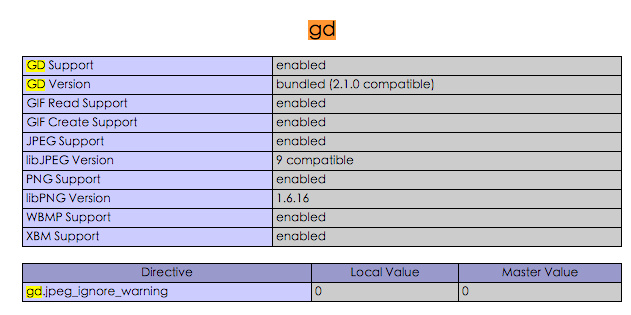 gd
GD Support enabled
GD Version bundled (2.1.0 compatible)
GIF Read Support enabled
GIF Create Support enabled
JPEG Support enabled
libJPEG Version 9 compatible
PNG Support enabled
libPNG Version 1.6.16
WBMP Support enabled
XBM Support enabled
Directive Local Value Master Value
gd.jpeg_ignore_warning 0 0